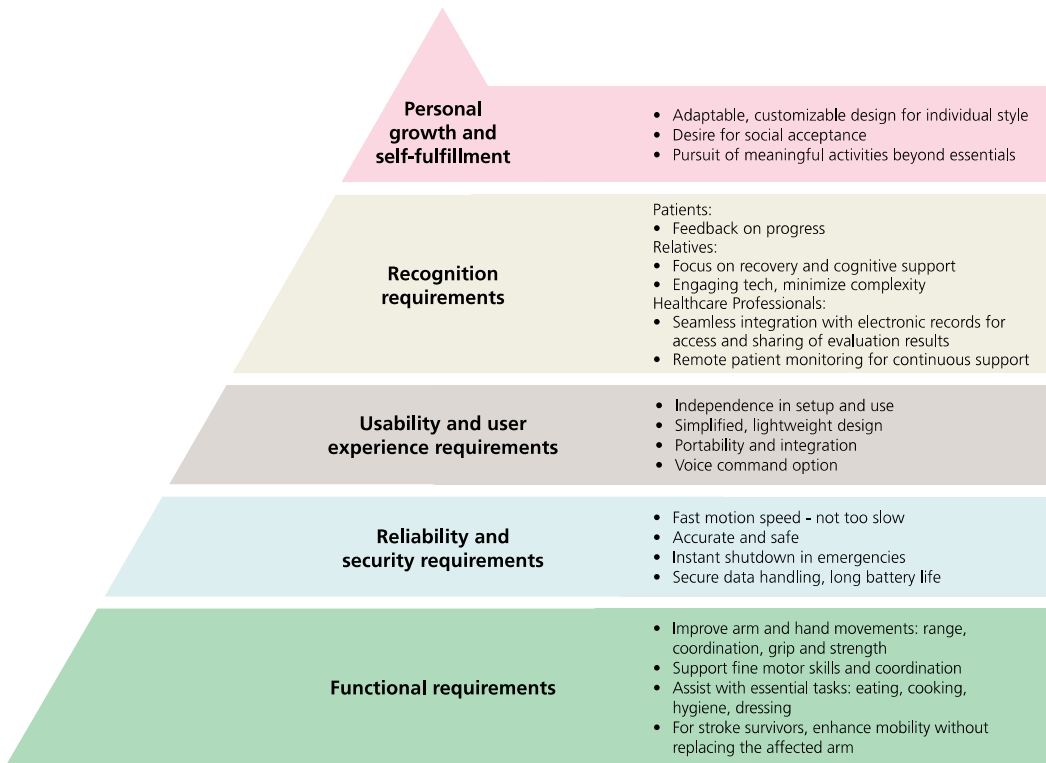 Personal
growth and
self-fulfillment
• Adaptable, customizable design for individual style
• Desire for social acceptance
• Pursuit of meaningful activities beyond essentials
Recognition
requirements
Patients:
• Feedback on progress
Relatives:
• Focus on recovery and cognitive support
• Engaging tech, minimize complexity
Healthcare Professionals:
• Seamless integration with electronic records for
access and sharing of evaluation results
• Remote patient monitoring for continuous support
Usability and user
experience requirements
• Independence in setup and use
• Simplified, lightweight design
• Portability and integration
• Voice command option
Reliability and
security requirements
• Fast motion speed - not too slow
• Accurate and safe
• Instant shutdown in emergencies
• Secure data handling, long battery life
Functional requirements
• Improve arm and hand movements: range,
coordination, grip and strength
• Support fine motor skills and coordination
• Assist with essential tasks: eating, cooking,
hygiene, dressing
• For stroke survivors, enhance mobility without
replacing the affected arm